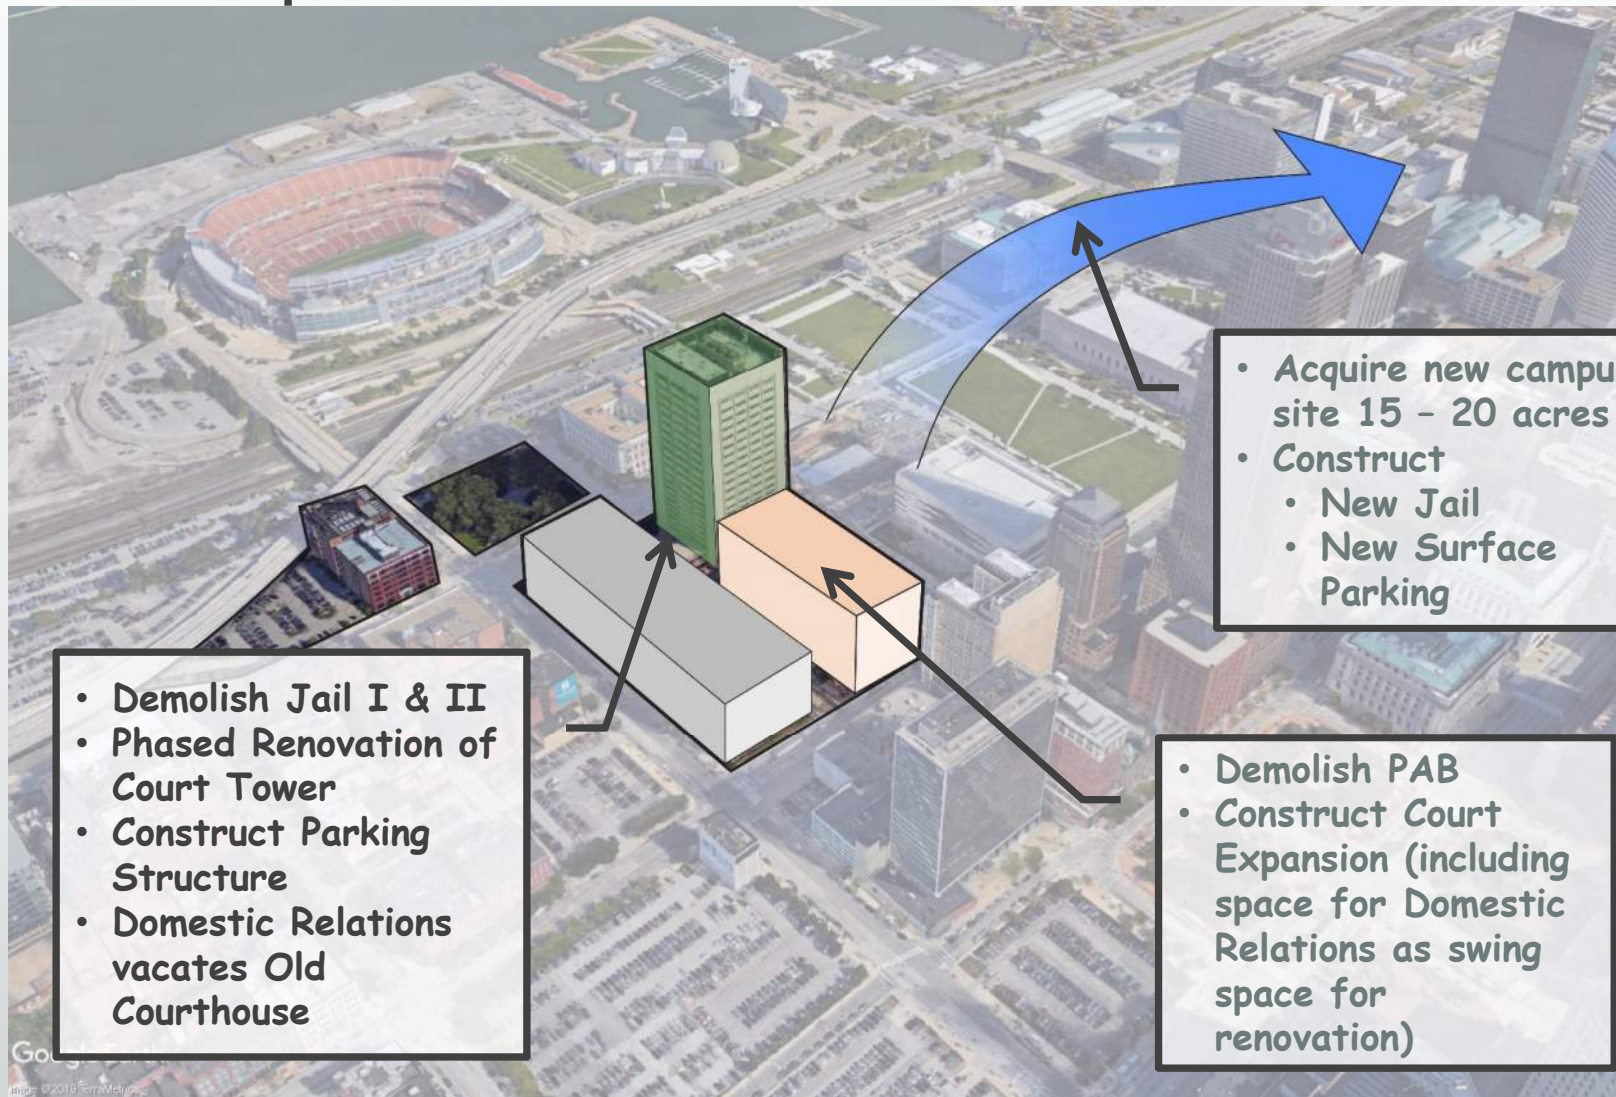 • Acquire new campu
site 15 – 20 acres
• Construct
• New Jail
• New Surface
Parking
• Demolish Jail I & II
• Phased Renovation of
Court Tower
• Construct Parking
Structure
• Domestic Relations
vacates Old
Courthouse
• Demolish PAB
• Construct Court
Expansion (including
space for Domestic
Relations as swing
space for
renovation)